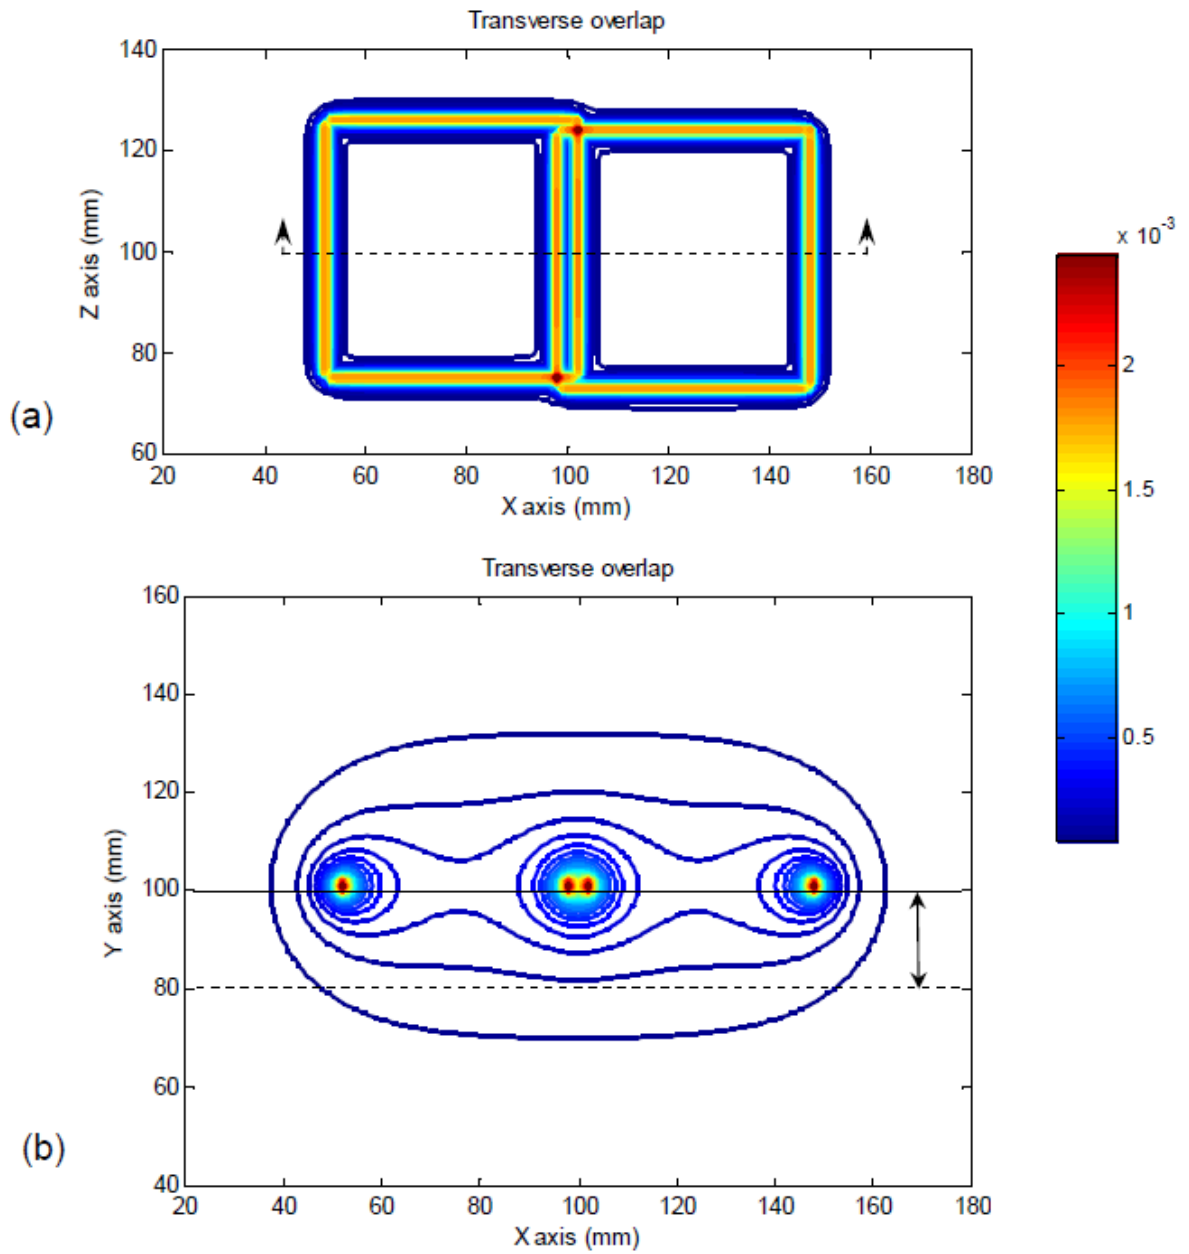 Transverse overlap
140
120
100
80
60
Z axis (mm)
20 40 60 80 100 120 140 160 180
X axis (mm)
(a)
x 10-3
2
1.5
1
0.5
Transverse overlap
160
140
120
100
80
60
40
Y axis (mm)
20 40 60 80 100 120 140 160 180
X axis (mm)
(b)